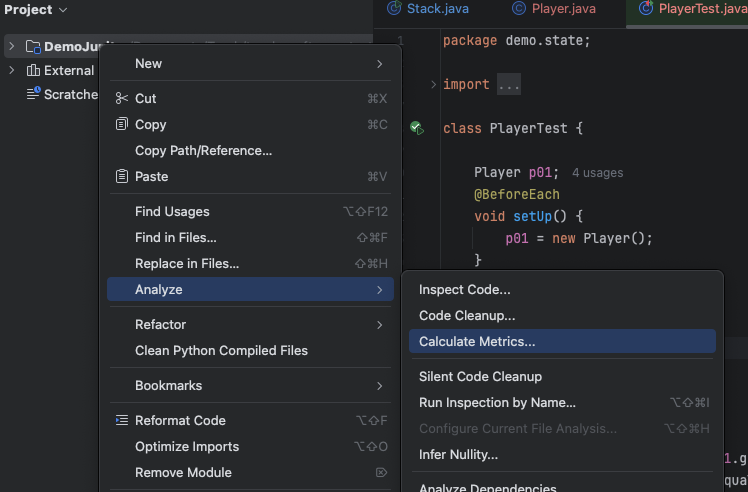 Project
Stack.java
Player.java
PlayerTest.java
DemoJunit
External
Scratche
New
Cut ⌘X
Copy ⌘C
Copy Path/Reference...
Paste ⌘V
Find Usages ⌥⇧F12
Find in Files... ⇧⌘F
Replace in Files... ⇧⌘H
Analyze
Refactor
Clean Python Compiled Files
Bookmarks
Reformat Code ⌥⇧F
Optimize Imports ⌥⇧O
Remove Module ⌦
Inspect Code...
Code Cleanup...
Calculate Metrics...
Silent Code Cleanup
Run Inspection by Name... ⌥⇧⌘I
Configure Current File Analysis... ⌥⇧⌘H
Infer Nullity...
Analyze Dependencies
1
package demo.state;
import ...
class PlayerTest {
Player p01; 4 usages
@BeforeEach
void setUp() {
p01 = new Player();
}
1.g
qual